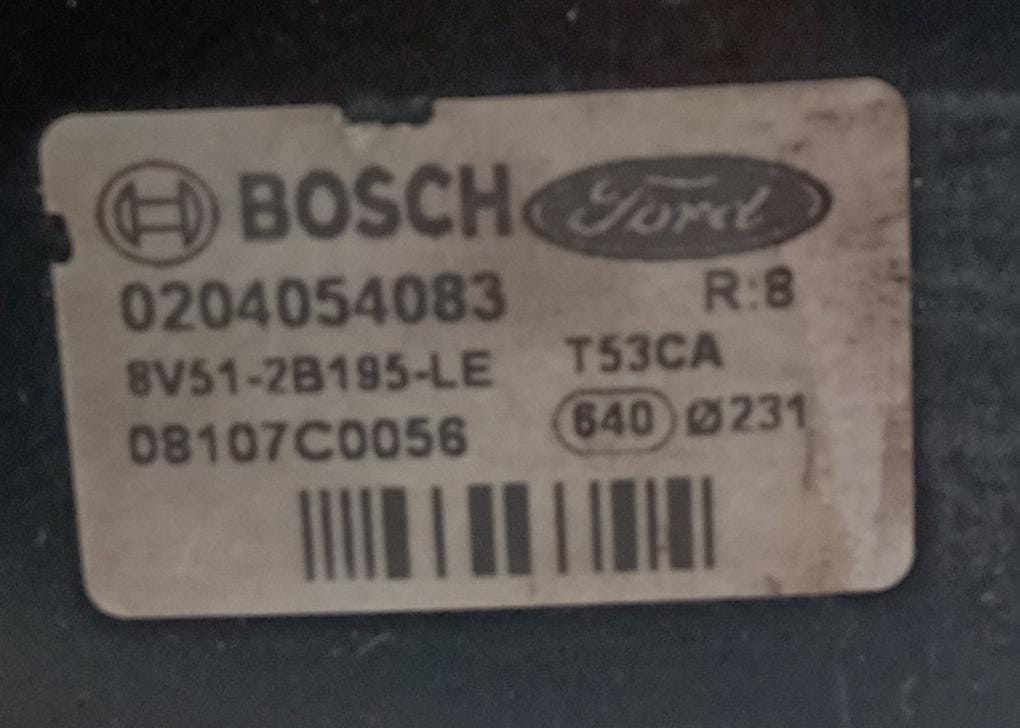 BOSCH Ford
0204054083 R:8
8V51-2B195-LE T53CA
08107C0056 640 Ø231